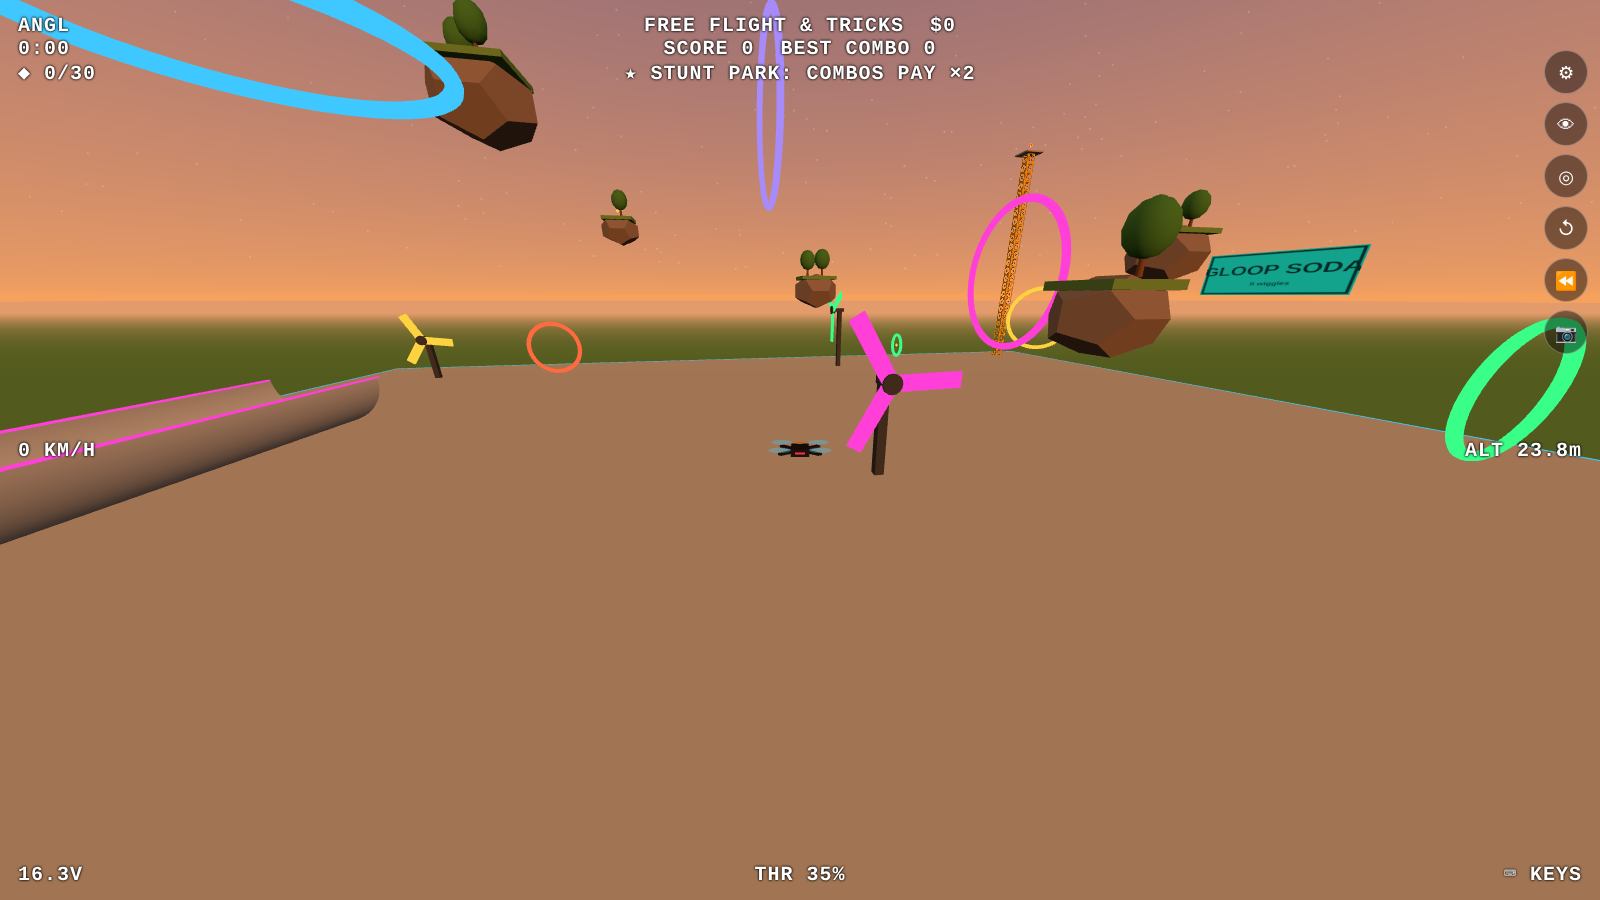 ANGL
0:00
◆ 0/30
FREE FLIGHT & TRICKS $0
SCORE 0 BEST COMBO 0
★ STUNT PARK: COMBOS PAY ×2
GLOOP SODA
0 KM/H
ALT 23.8m
16.3V
THR 35%
⌨ KEYS